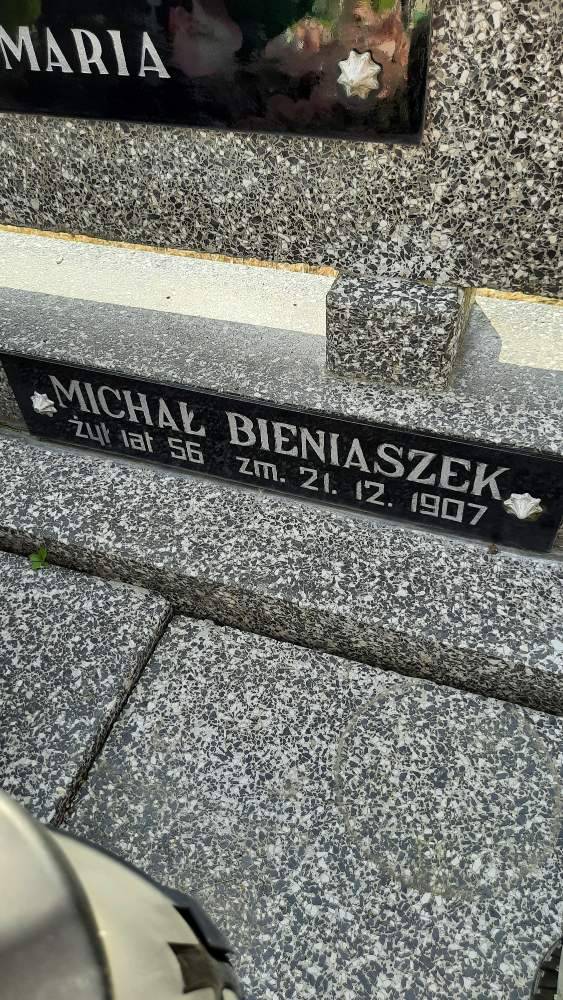 MARIA
MICHAŁ BIENIASZEK
żył lat 56 zm. 21. 12. 1907